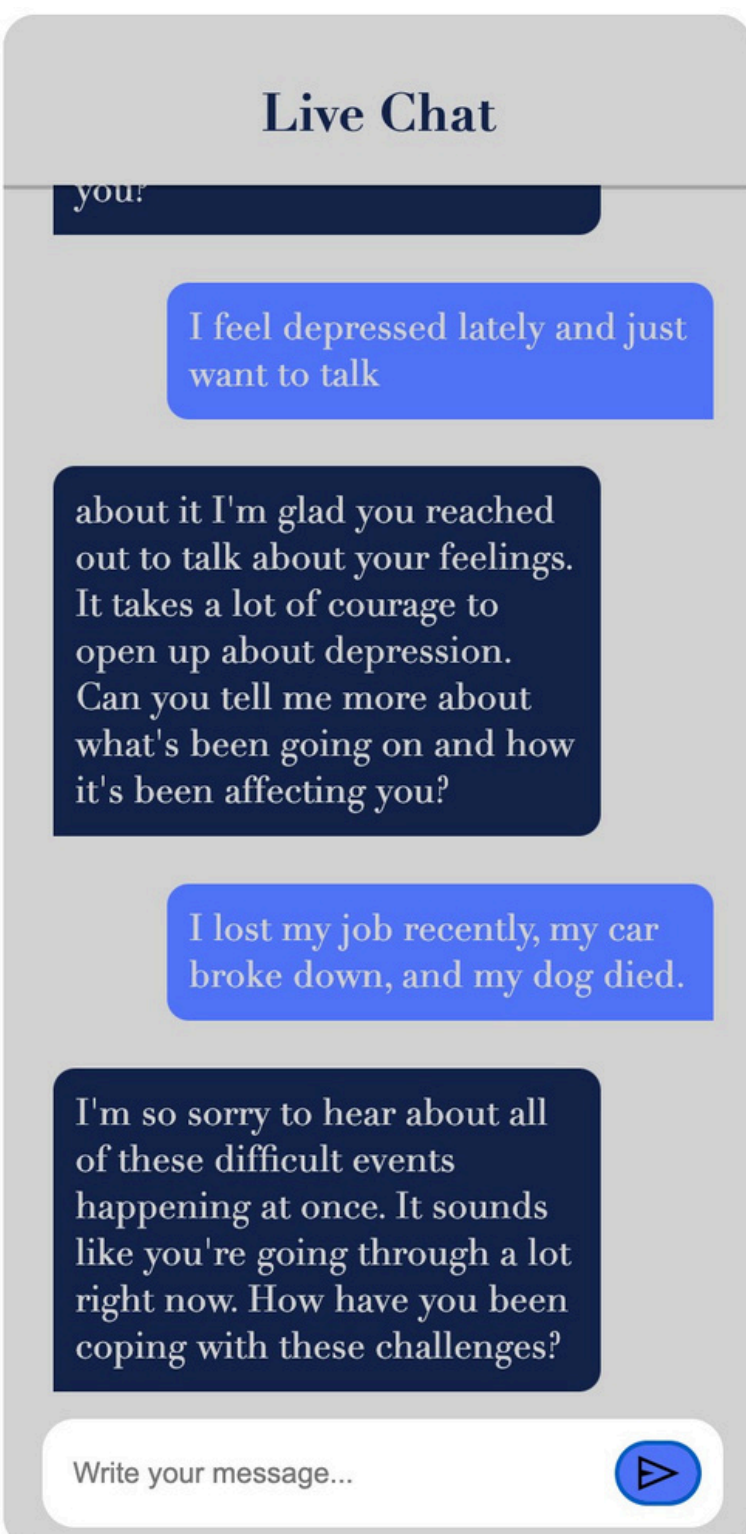 Live Chat
you?
I feel depressed lately and just
want to talk
about it I'm glad you reached
out to talk about your feelings.
It takes a lot of courage to
open up about depression.
Can you tell me more about
what's been going on and how
it's been affecting you?
I lost my job recently, my car
broke down, and my dog died.
I'm so sorry to hear about all
of these difficult events
happening at once. It sounds
like you're going through a lot
right now. How have you been
coping with these challenges?
Write your message...